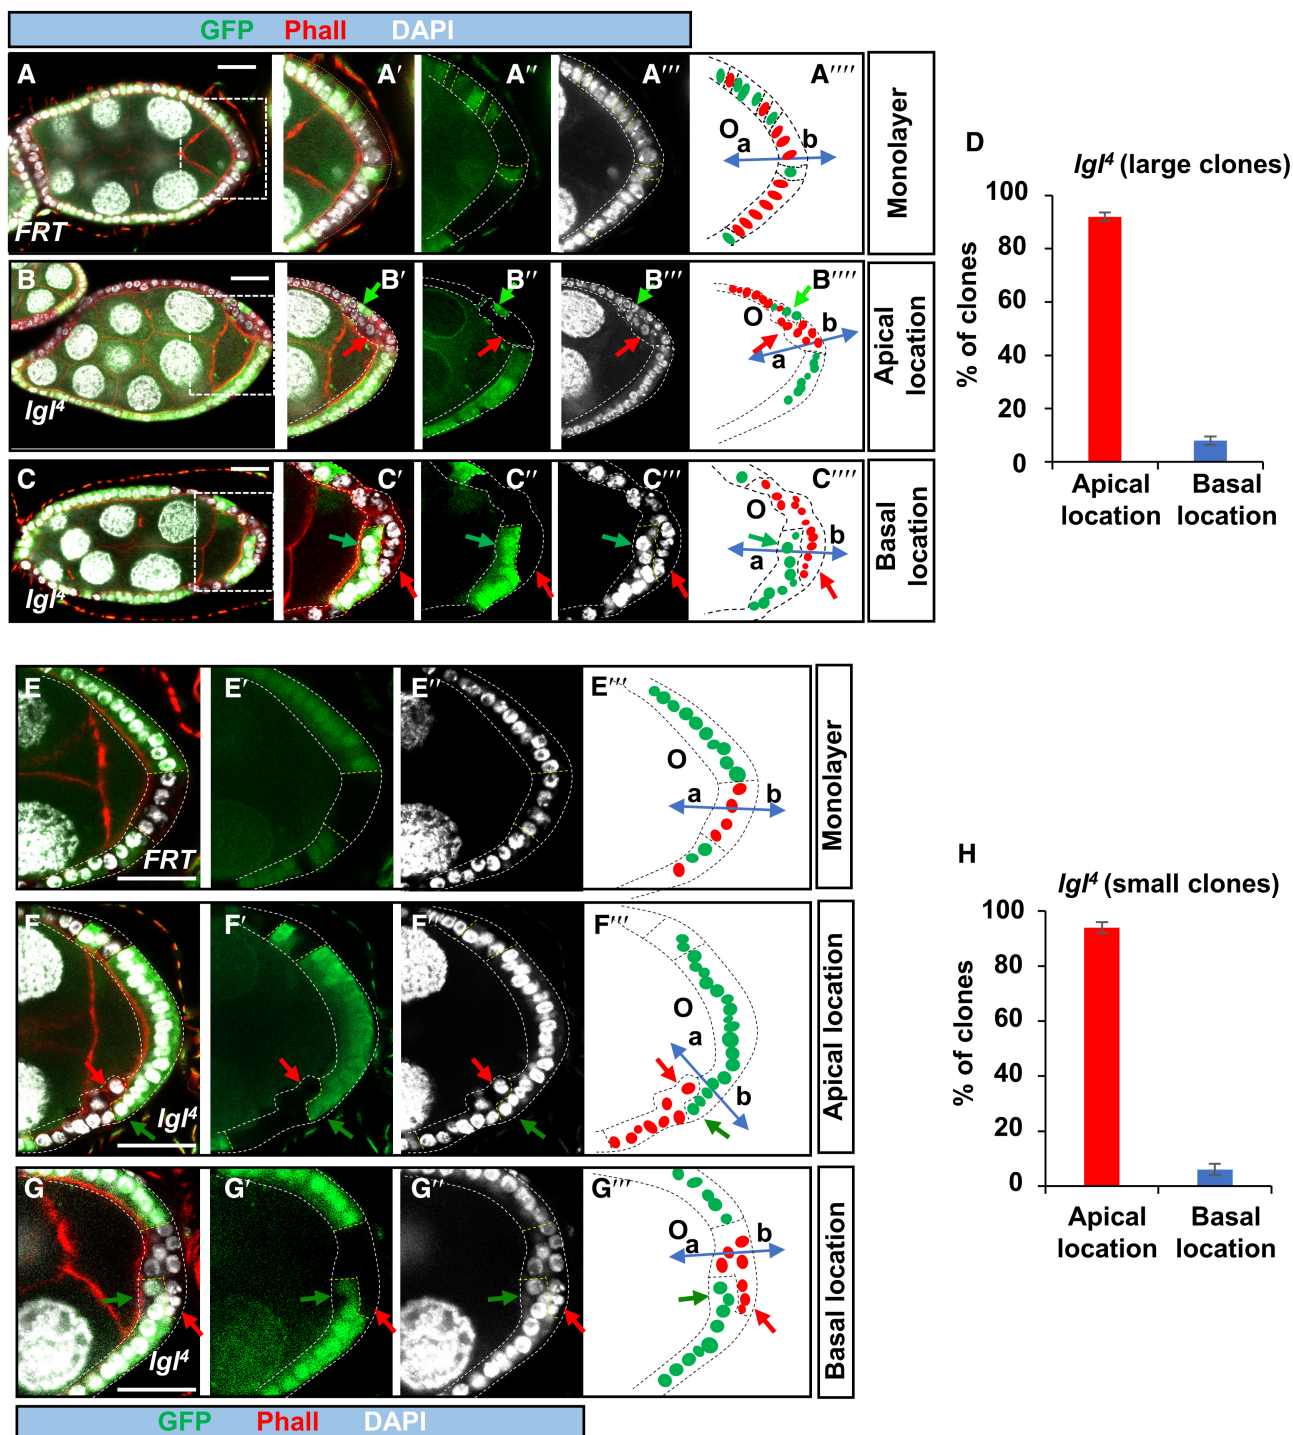 GFP Phall DAPI
A A′ A″ A‴ A⁗
FRT
O a b
Monolayer
B B′ B″ B‴ B⁗
lgl⁴
O a b
Apical location
C C′ C″ C‴ C⁗
lgl⁴
O a b
Basal location
D
lgl⁴ (large clones)
100
80
60
40
20
0
% of clones
Apical location
Basal location
E E′ E″ E‴
FRT
O a b
Monolayer
F F′ F″ F‴
lgl⁴
O a b
Apical location
G G′ G″ G‴
lgl⁴
O a b
Basal location
GFP Phall DAPI
H
lgl⁴ (small clones)
100
80
60
40
20
0
% of clones
Apical location
Basal location